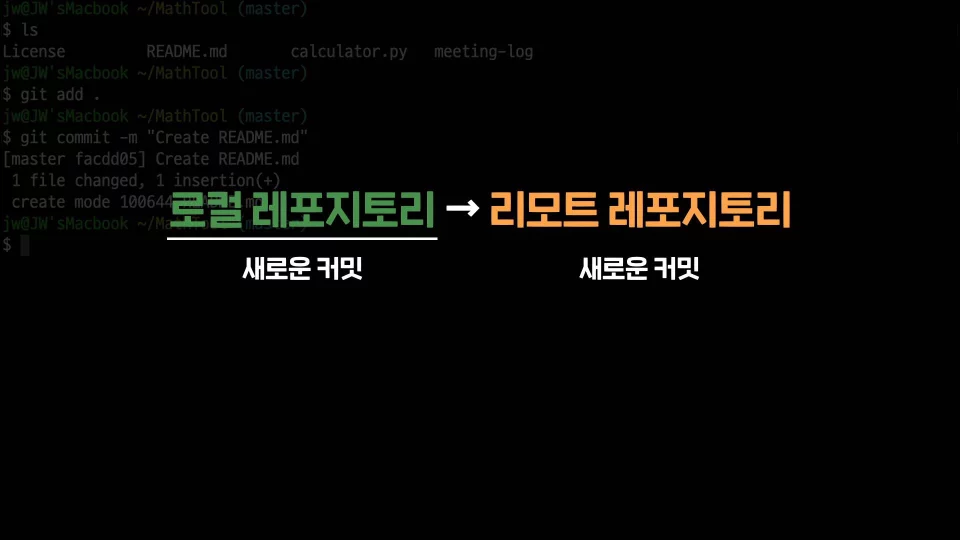 jw@JW'sMacbook ~/MathTool (master)
$ ls
License README.md calculator.py meeting-log
jw@JW'sMacbook ~/MathTool (master)
$ git add .
jw@JW'sMacbook ~/MathTool (master)
$ git commit -m "Create README.md"
[master facdd05] Create README.md
1 file changed, 1 insertion(+)
create mode 100644 README.md
jw@JW'sMacbook ~/MathTool (master)
$
로컬 레포지토리 → 리모트 레포지토리
새로운 커밋 새로운 커밋